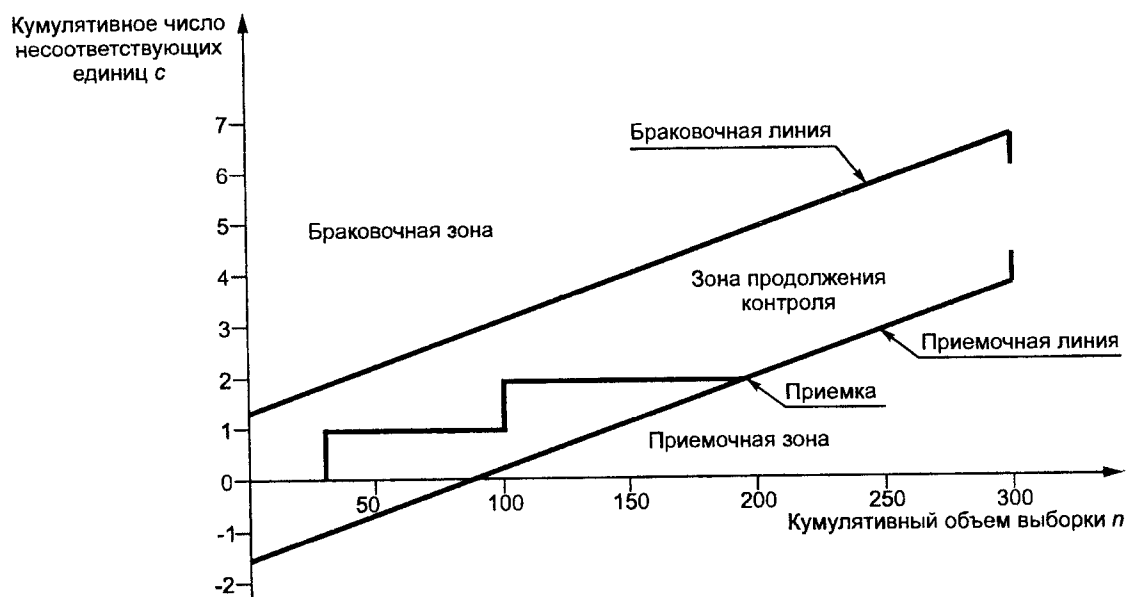 Кумулятивное число
несоответствующих
единиц c
7
Браковочная линия
6
5
Браковочная зона
4
Зона продолжения
контроля
3
Приемочная линия
2
Приемка
1
Приемочная зона
0
50
100
150
200
250
300
Кумулятивный объем выборки n
-1
-2